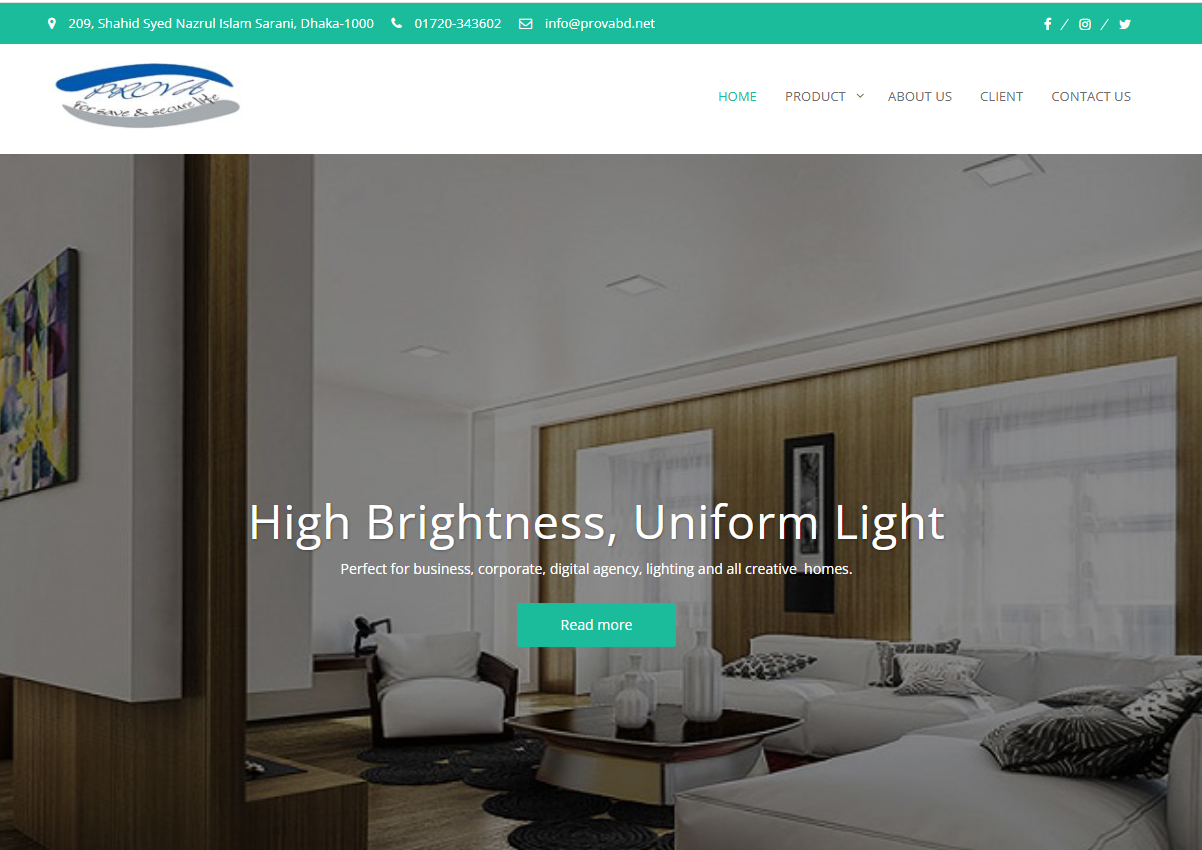 209, Shahid Syed Nazrul Islam Sarani, Dhaka-1000 01720-343602 info@provabd.net / /
PROVA
For save & secure life
HOME PRODUCT ABOUT US CLIENT CONTACT US
High Brightness, Uniform Light
Perfect for business, corporate, digital agency, lighting and all creative homes.
Read more